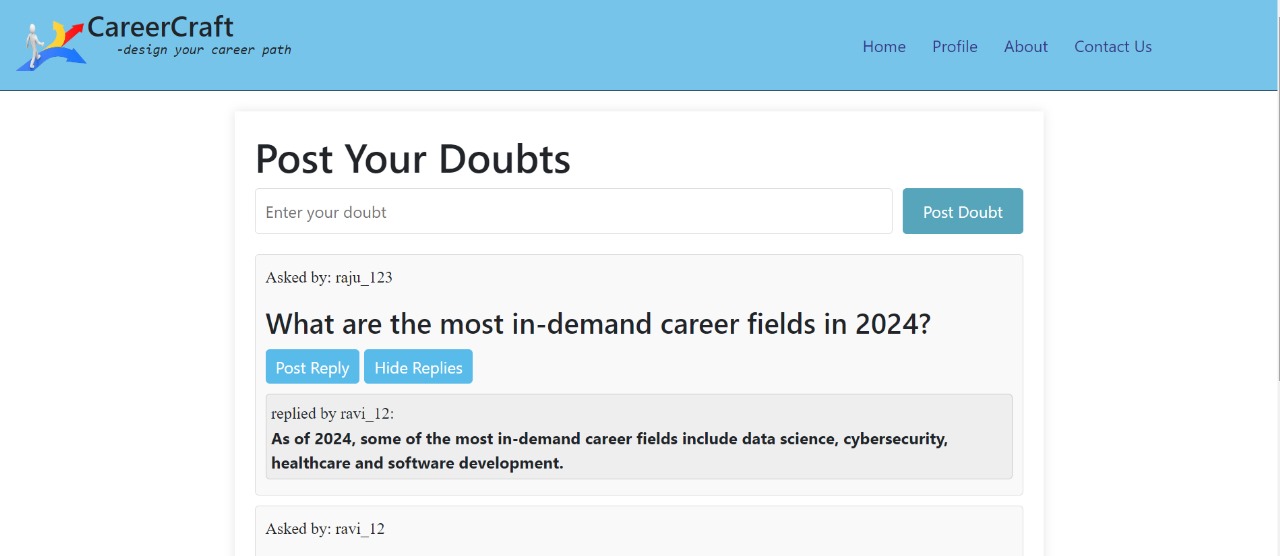 CareerCraft
-design your career path
Home Profile About Contact Us
Post Your Doubts
Enter your doubt
Post Doubt
Asked by: raju_123
What are the most in-demand career fields in 2024?
Post Reply Hide Replies
replied by ravi_12:
As of 2024, some of the most in-demand career fields include data science, cybersecurity,
healthcare and software development.
Asked by: ravi_12